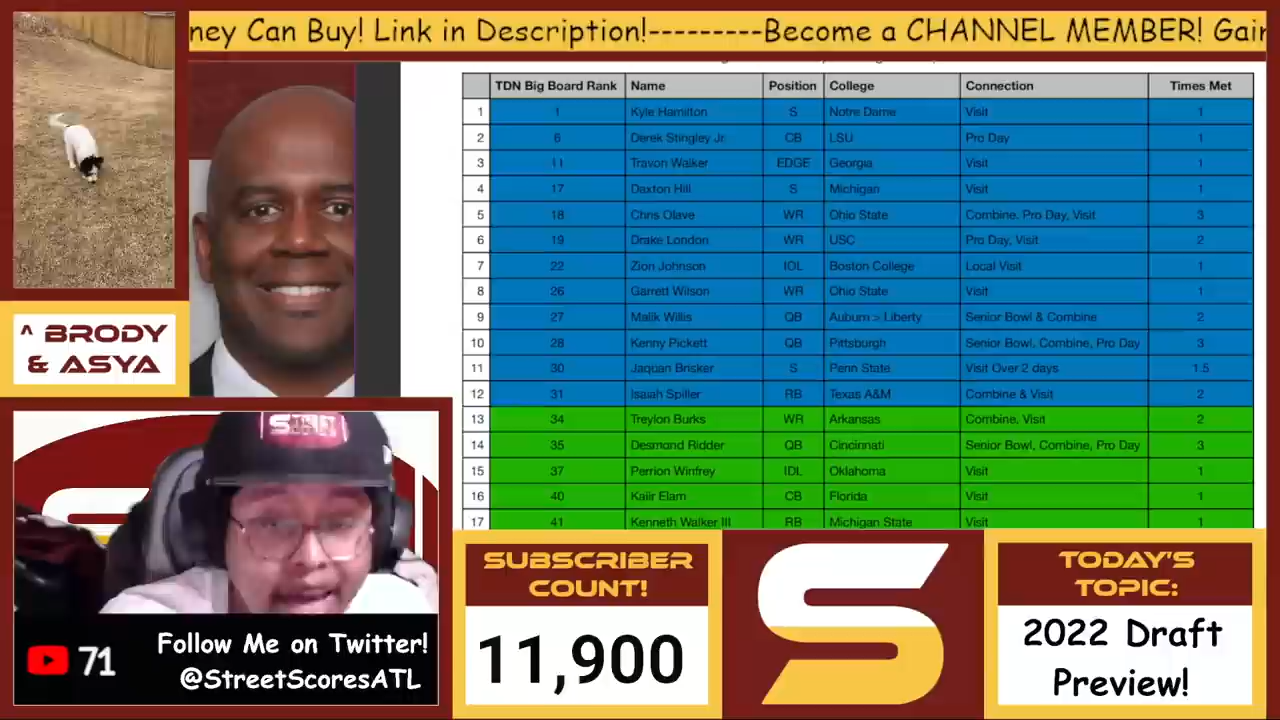 ney Can Buy! Link in Description!---------Become a CHANNEL MEMBER! Gain
TDN Big Board Rank Name Position College Connection Times Met
1 1 Kyle Hamilton S Notre Dame Visit 1
2 6 Derek Stingley Jr. CB LSU Pro Day 1
3 11 Travon Walker EDGE Georgia Visit 1
4 17 Daxton Hill S Michigan Visit 1
5 18 Chris Olave WR Ohio State Combine, Pro Day, Visit 3
6 19 Drake London WR USC Pro Day, Visit 2
7 22 Zion Johnson IOL Boston College Local Visit 1
8 26 Garrett Wilson WR Ohio State Visit 1
9 27 Malik Willis QB Auburn > Liberty Senior Bowl & Combine 2
10 28 Kenny Pickett QB Pittsburgh Senior Bowl, Combine, Pro Day 3
11 30 Jaquan Brisker S Penn State Visit Over 2 days 1.5
12 31 Isaiah Spiller RB Texas A&M Combine & Visit 2
13 34 Treylon Burks WR Arkansas Combine, Visit 2
14 35 Desmond Ridder QB Cincinnati Senior Bowl, Combine, Pro Day 3
15 37 Perrion Winfrey IDL Oklahoma Visit 1
16 40 Kaiir Elam CB Florida Visit 1
17 41 Kenneth Walker III RB Michigan State Visit 1
^ BRODY
& ASYA
71
Follow Me on Twitter!
@StreetScoresATL
SUBSCRIBER
COUNT!
11,900
S
TODAY'S
TOPIC:
2022 Draft
Preview!